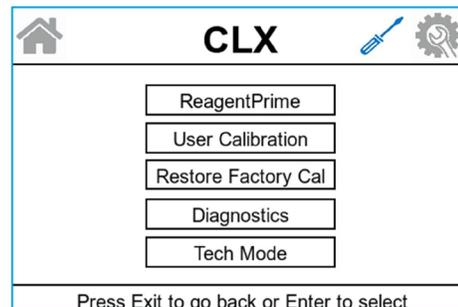 CLX
ReagentPrime
User Calibration
Restore Factory Cal
Diagnostics
Tech Mode
Press Exit to go back or Enter to select